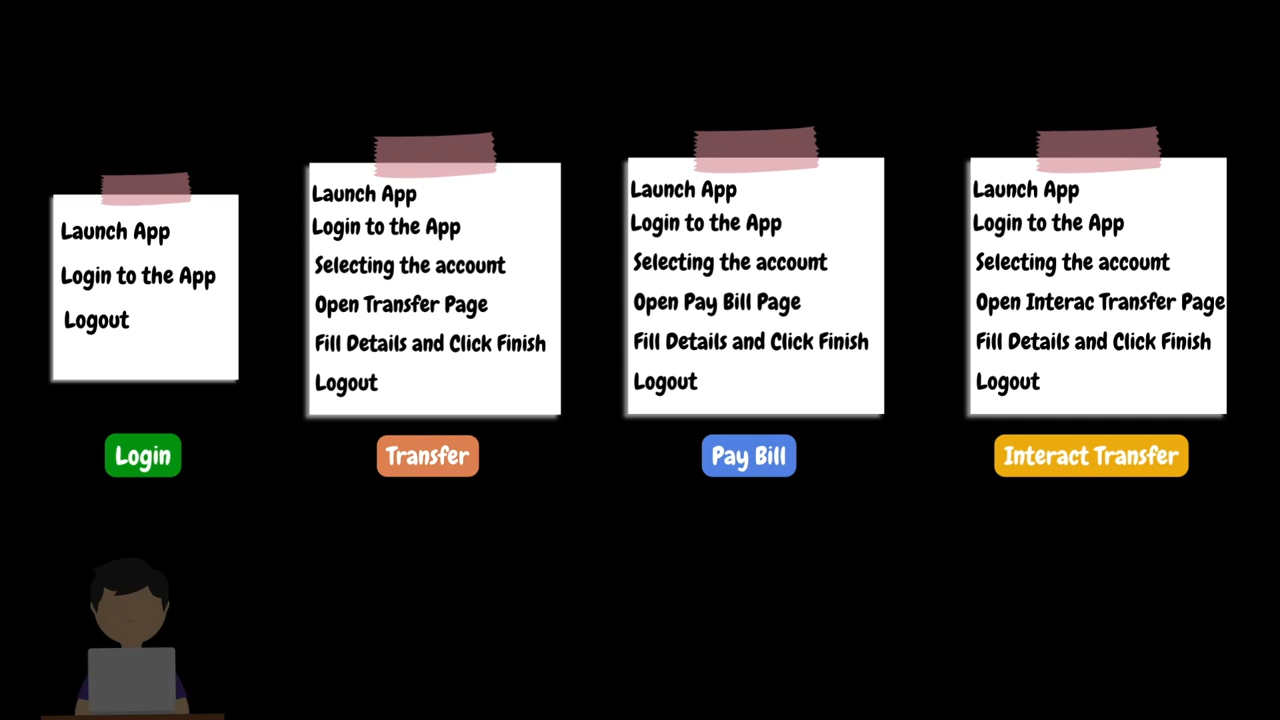 Launch App
Login to the App
Logout
Login
Launch App
Login to the App
Selecting the account
Open Transfer Page
Fill Details and Click Finish
Logout
Transfer
Launch App
Login to the App
Selecting the account
Open Pay Bill Page
Fill Details and Click Finish
Logout
Pay Bill
Launch App
Login to the App
Selecting the account
Open Interac Transfer Page
Fill Details and Click Finish
Logout
Interact Transfer